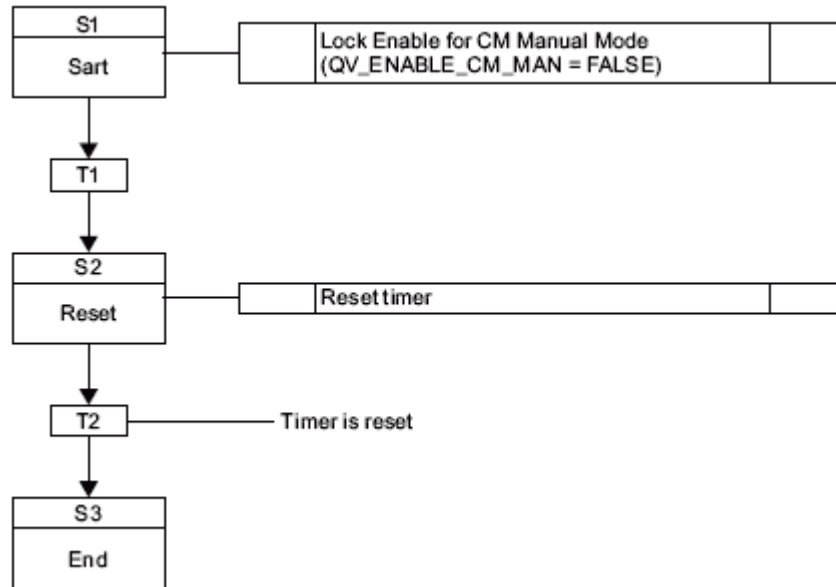 S1
Sart
Lock Enable for CM Manual Mode
(QV_ENABLE_CM_MAN = FALSE)
T1
S2
Reset
Reset timer
T2
Timer is reset
S3
End